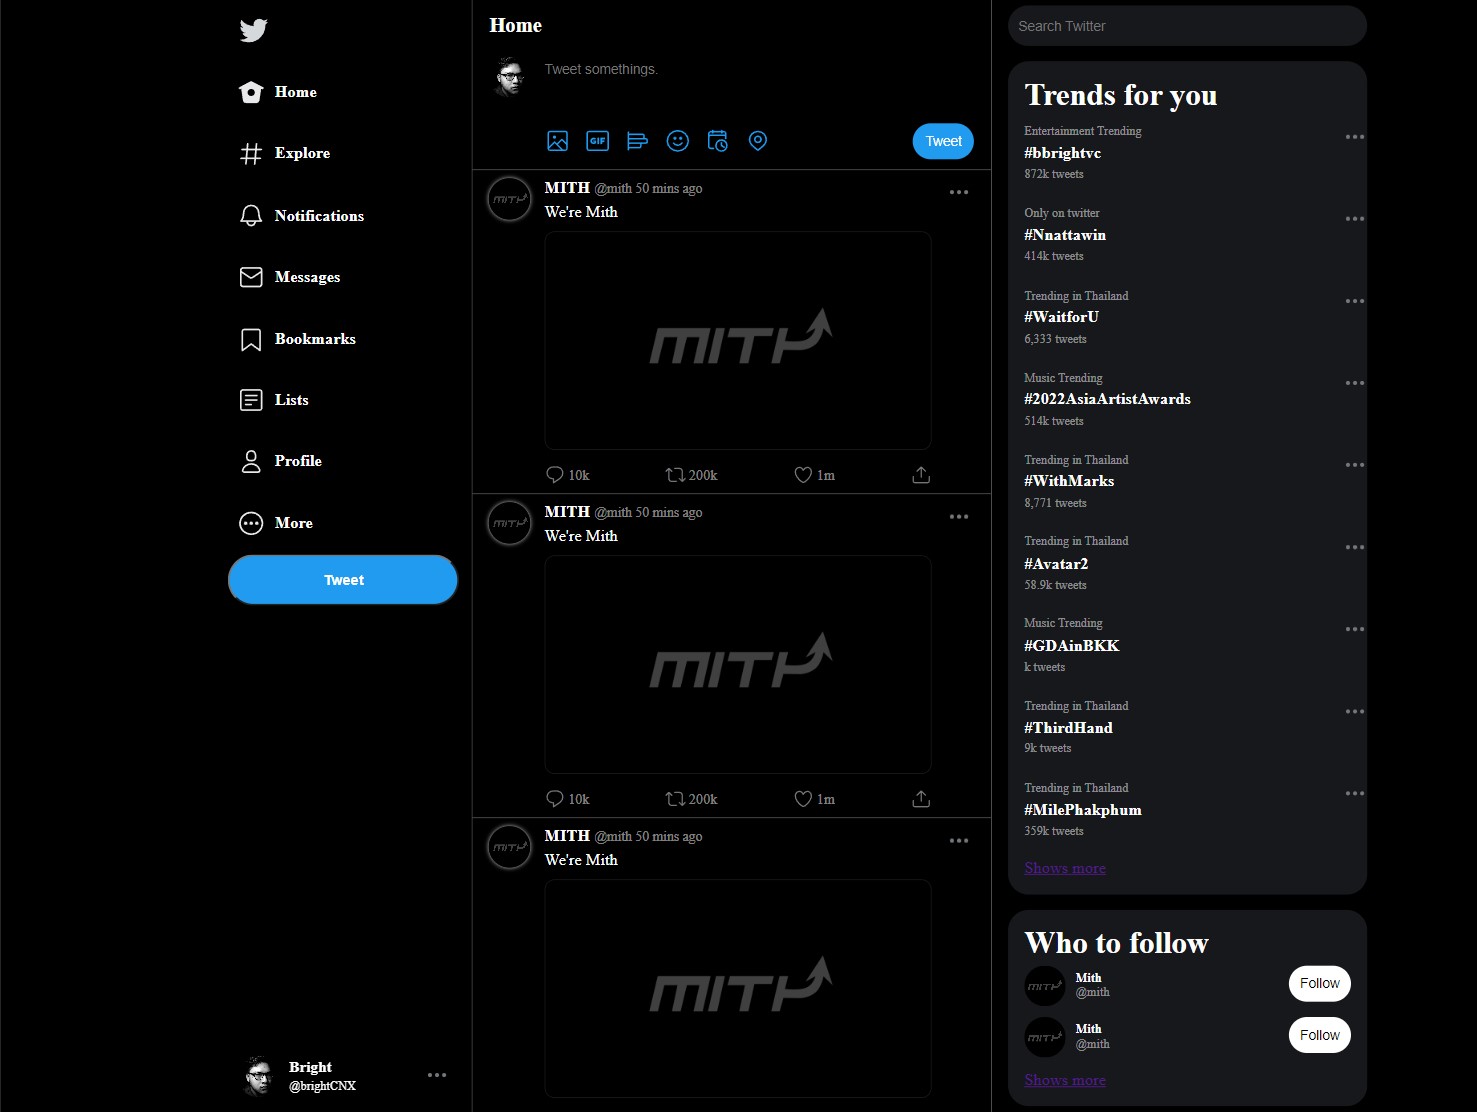 Home
Explore
Notifications
Messages
Bookmarks
Lists
Profile
More
Tweet
Bright
@brightCNX
Home
Tweet somethings.
GIF
Tweet
MITH
MITH @mith 50 mins ago
We're Mith
MITH
10k 200k 1m
MITH
MITH @mith 50 mins ago
We're Mith
MITH
10k 200k 1m
MITH
MITH @mith 50 mins ago
We're Mith
MITH
Search Twitter
Trends for you
Entertainment Trending
#bbrightvc
872k tweets
Only on twitter
#Nnattawin
414k tweets
Trending in Thailand
#WaitforU
6,333 tweets
Music Trending
#2022AsiaArtistAwards
514k tweets
Trending in Thailand
#WithMarks
8,771 tweets
Trending in Thailand
#Avatar2
58.9k tweets
Music Trending
#GDAinBKK
k tweets
Trending in Thailand
#ThirdHand
9k tweets
Trending in Thailand
#MilePhakphum
359k tweets
Shows more
Who to follow
MITH
Mith
@mith
Follow
MITH
Mith
@mith
Follow
Shows more